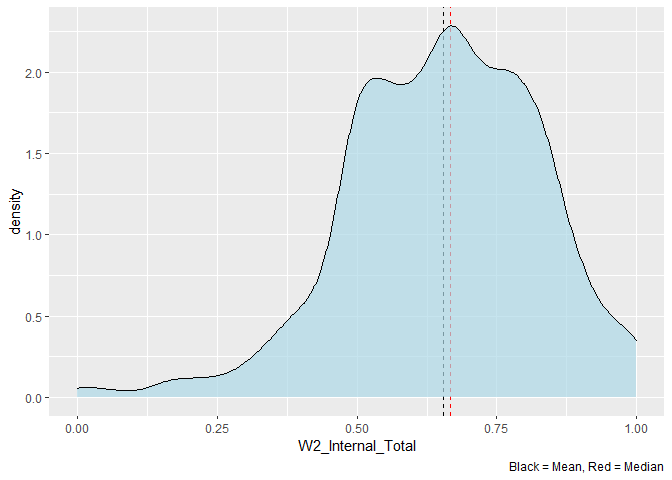 density
2.0
1.5
1.0
0.5
0.0
0.00 0.25 0.50 0.75 1.00
W2_Internal_Total
Black = Mean, Red = Median